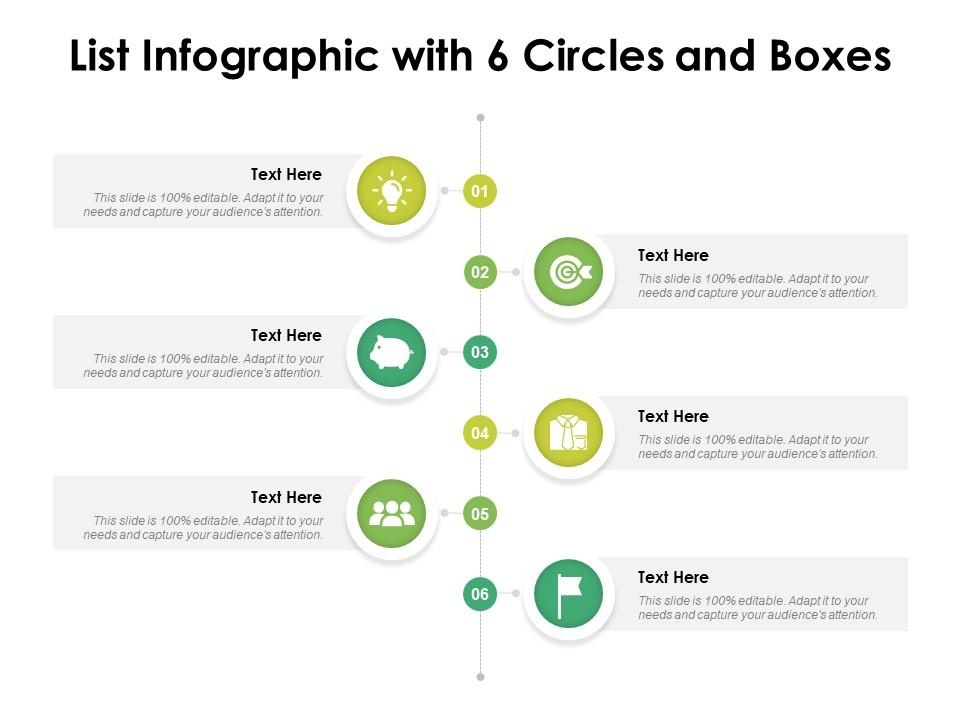 List Infographic with 6 Circles and Boxes
Text Here
This slide is 100% editable. Adapt it to your
needs and capture your audience's attention.
01
02
Text Here
This slide is 100% editable. Adapt it to your
needs and capture your audience's attention.
Text Here
This slide is 100% editable. Adapt it to your
needs and capture your audience's attention.
03
04
Text Here
This slide is 100% editable. Adapt it to your
needs and capture your audience's attention.
Text Here
This slide is 100% editable. Adapt it to your
needs and capture your audience's attention.
05
06
Text Here
This slide is 100% editable. Adapt it to your
needs and capture your audience's attention.